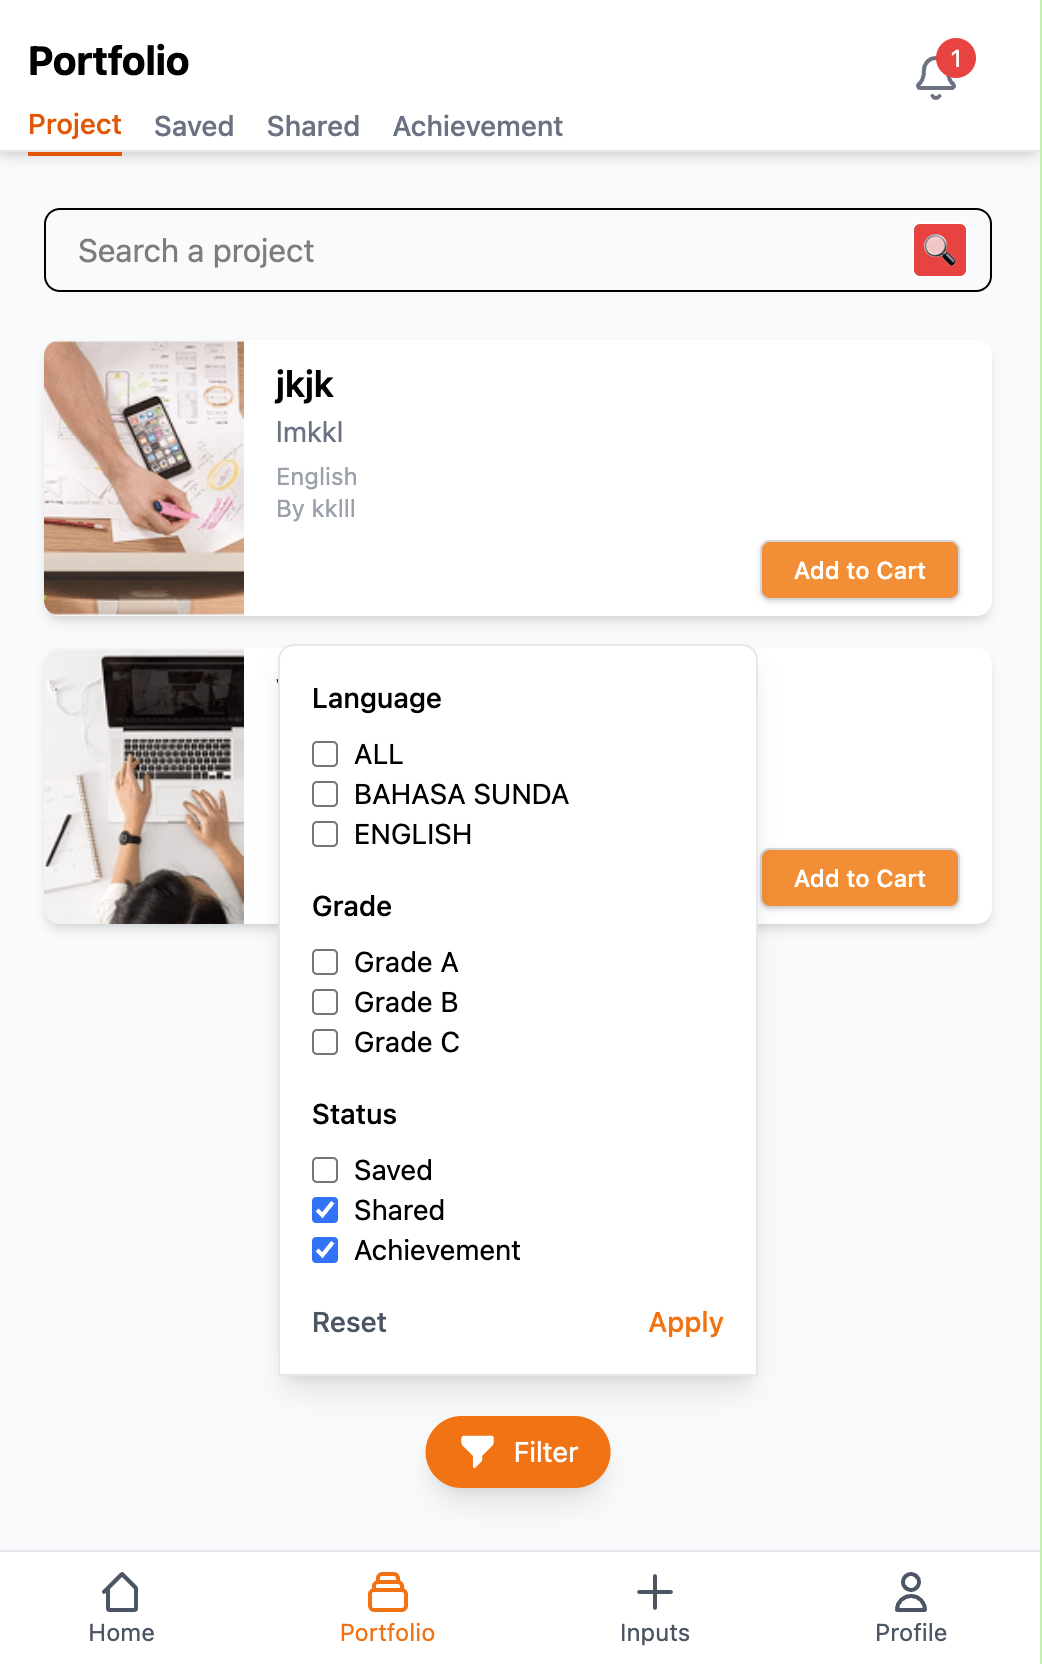 Portfolio
1
Project Saved Shared Achievement
Search a project
jkjk
lmkkl
English
By kklll
Add to Cart
Language
ALL
BAHASA SUNDA
ENGLISH
Add to Cart
Grade
Grade A
Grade B
Grade C
Status
Saved
Shared
Achievement
Reset Apply
Filter
Home Portfolio Inputs Profile